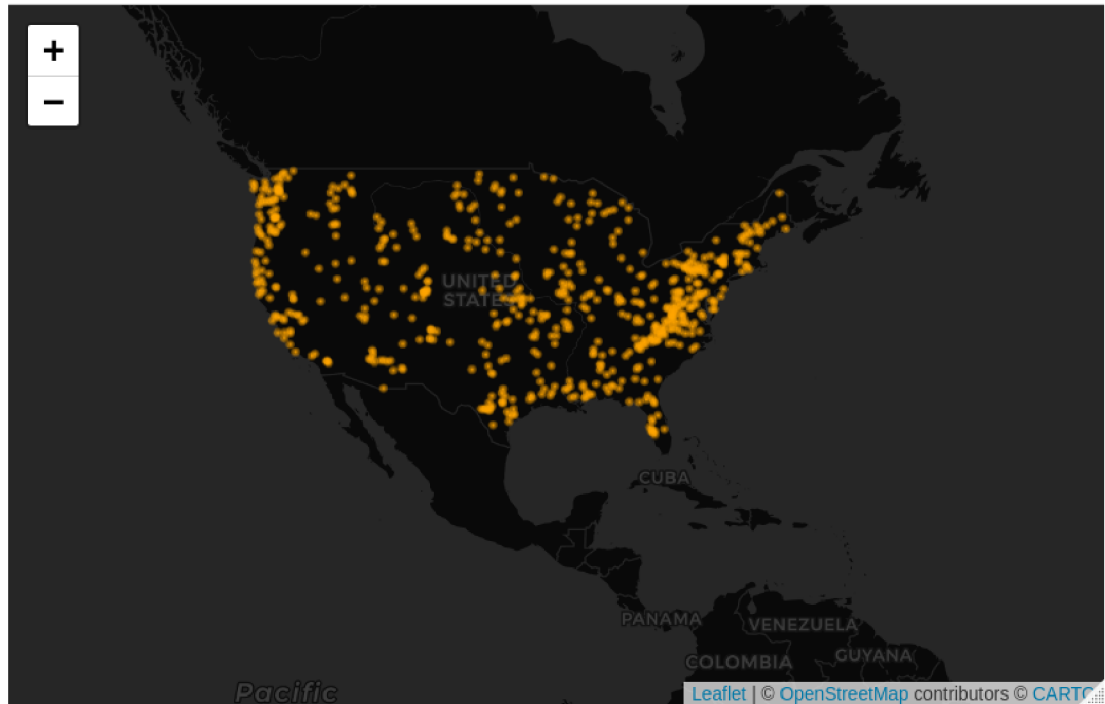 +
−
UNITED
STATES
CUBA
PANAMA
VENEZUELA
COLOMBIA
GUYANA
Pacific
Leaflet | © OpenStreetMap contributors © CARTO